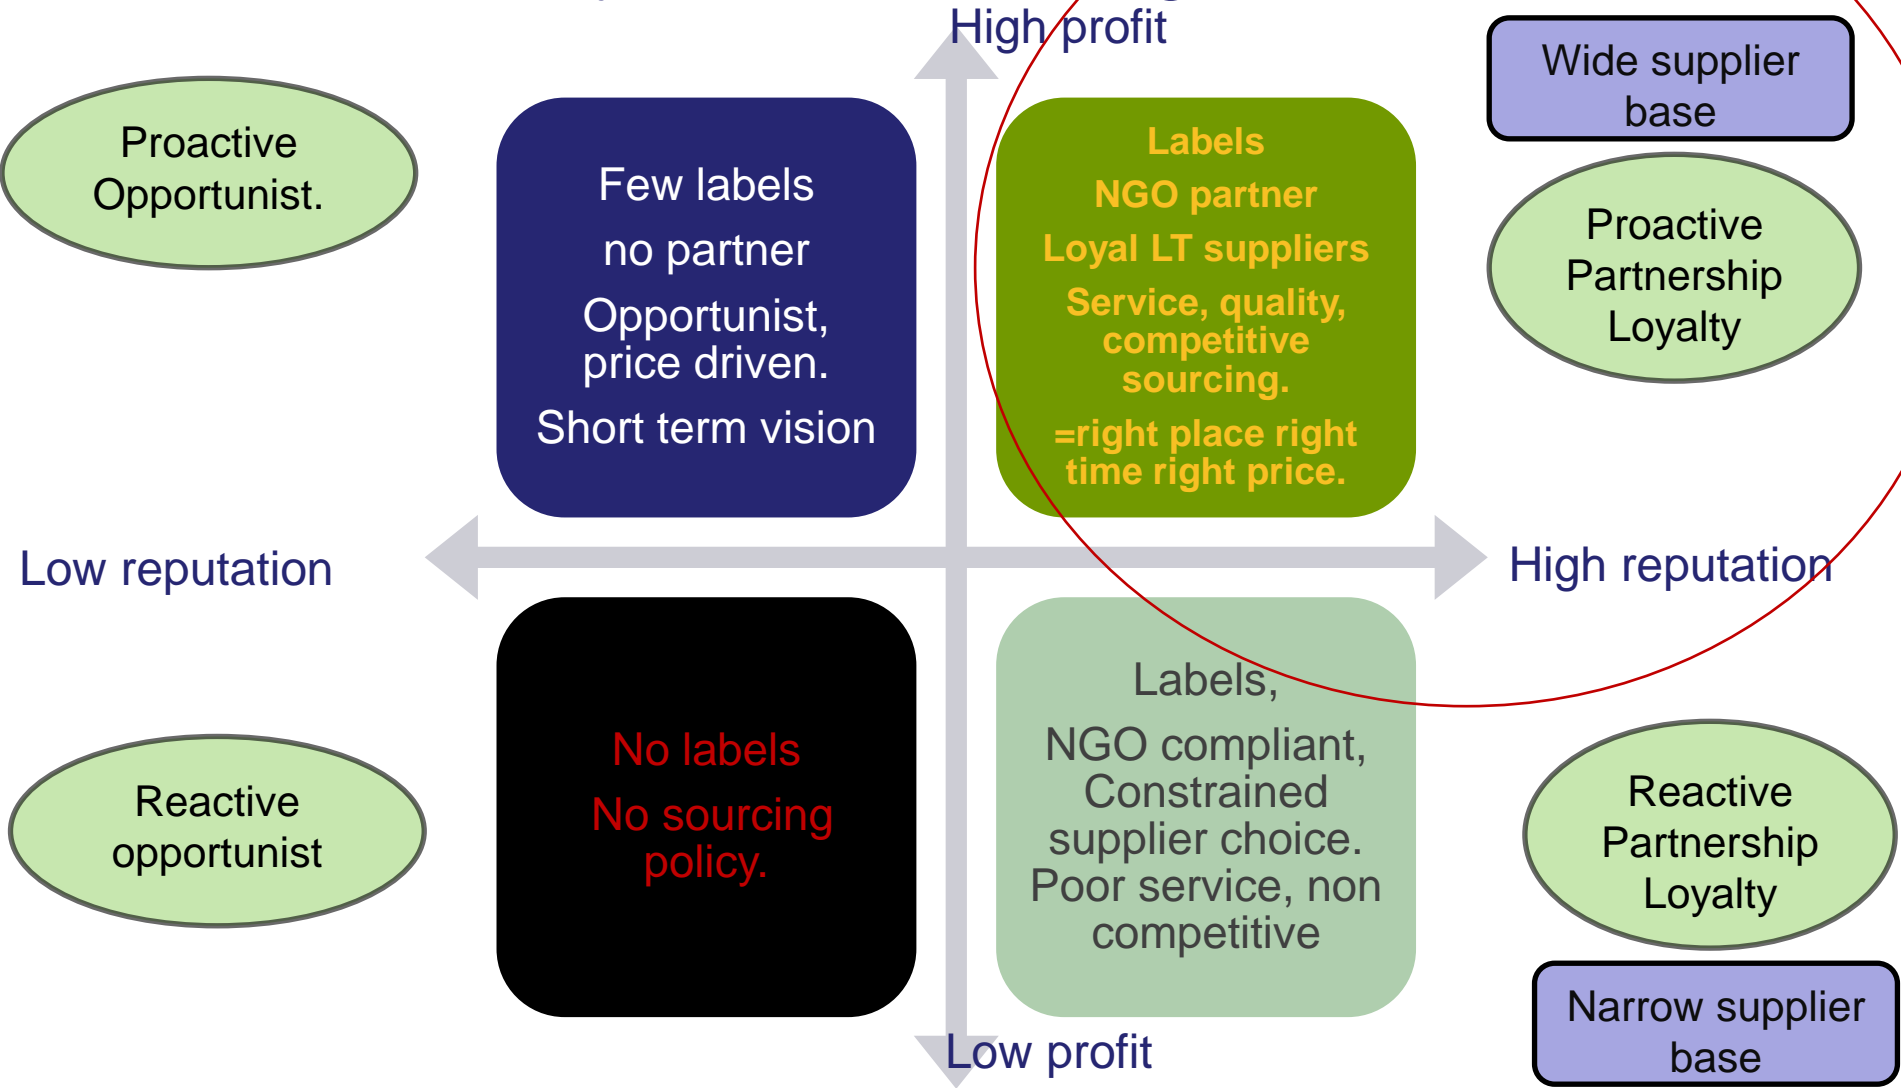 High profit
Wide supplier
base
Proactive
Opportunist.
Few labels
no partner
Opportunist,
price driven.
Short term vision
Labels
NGO partner
Loyal LT suppliers
Service, quality,
competitive
sourcing.
=right place right
time right price.
Proactive
Partnership
Loyalty
Low reputation
High reputation
Reactive
opportunist
No labels
No sourcing
policy.
Labels,
NGO compliant,
Constrained
supplier choice.
Poor service, non
competitive
Reactive
Partnership
Loyalty
Low profit
Narrow supplier
base